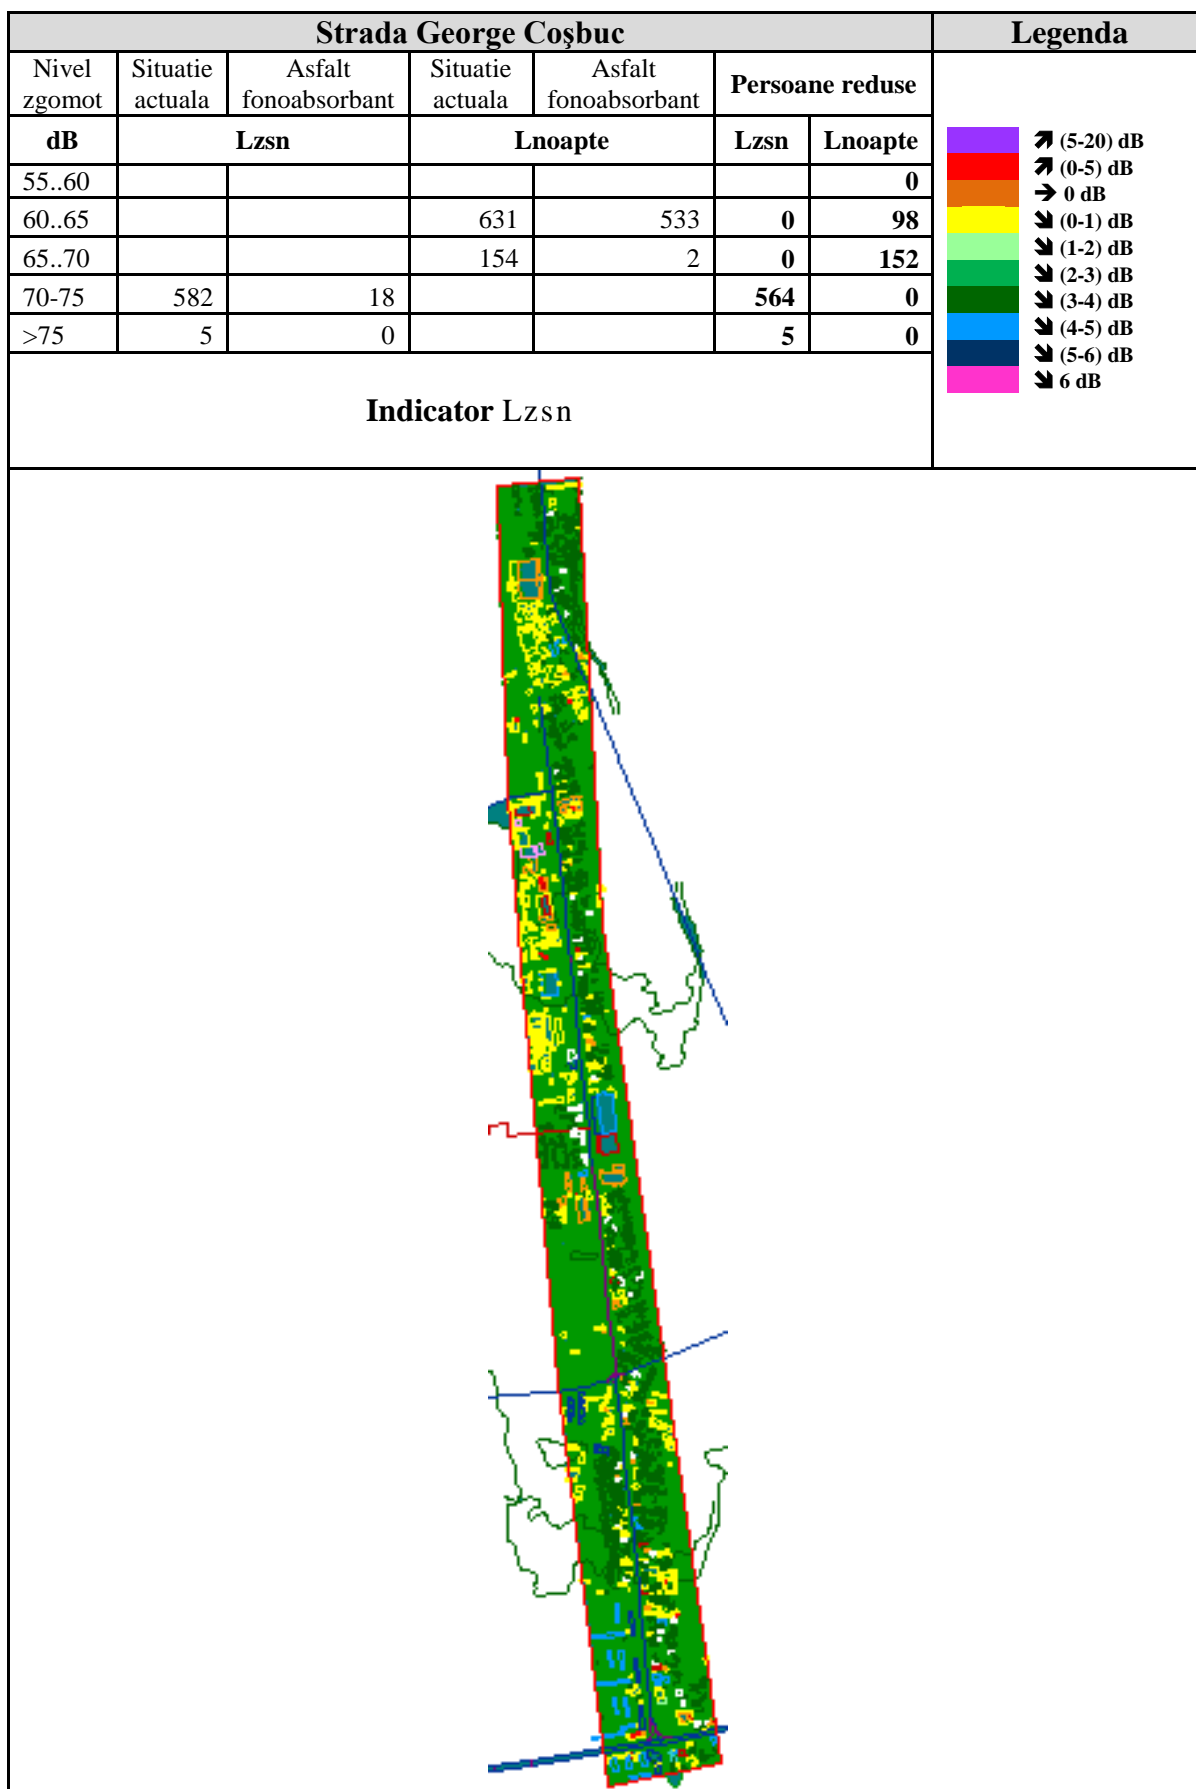 Strada George Coşbuc
Legenda
Nivel zgomot
Situatie actuala
Asfalt fonoabsorbant
Situatie actuala
Asfalt fonoabsorbant
Persoane reduse
dB
Lzsn
Lnoapte
Lzsn
Lnoapte
55..60 0
60..65 631 533 0 98
65..70 154 2 0 152
70-75 582 18 564 0
>75 5 0 5 0
Indicator Lzsn
↗ (5-20) dB
↗ (0-5) dB
→ 0 dB
↘ (0-1) dB
↘ (1-2) dB
↘ (2-3) dB
↘ (3-4) dB
↘ (4-5) dB
↘ (5-6) dB
↘ 6 dB